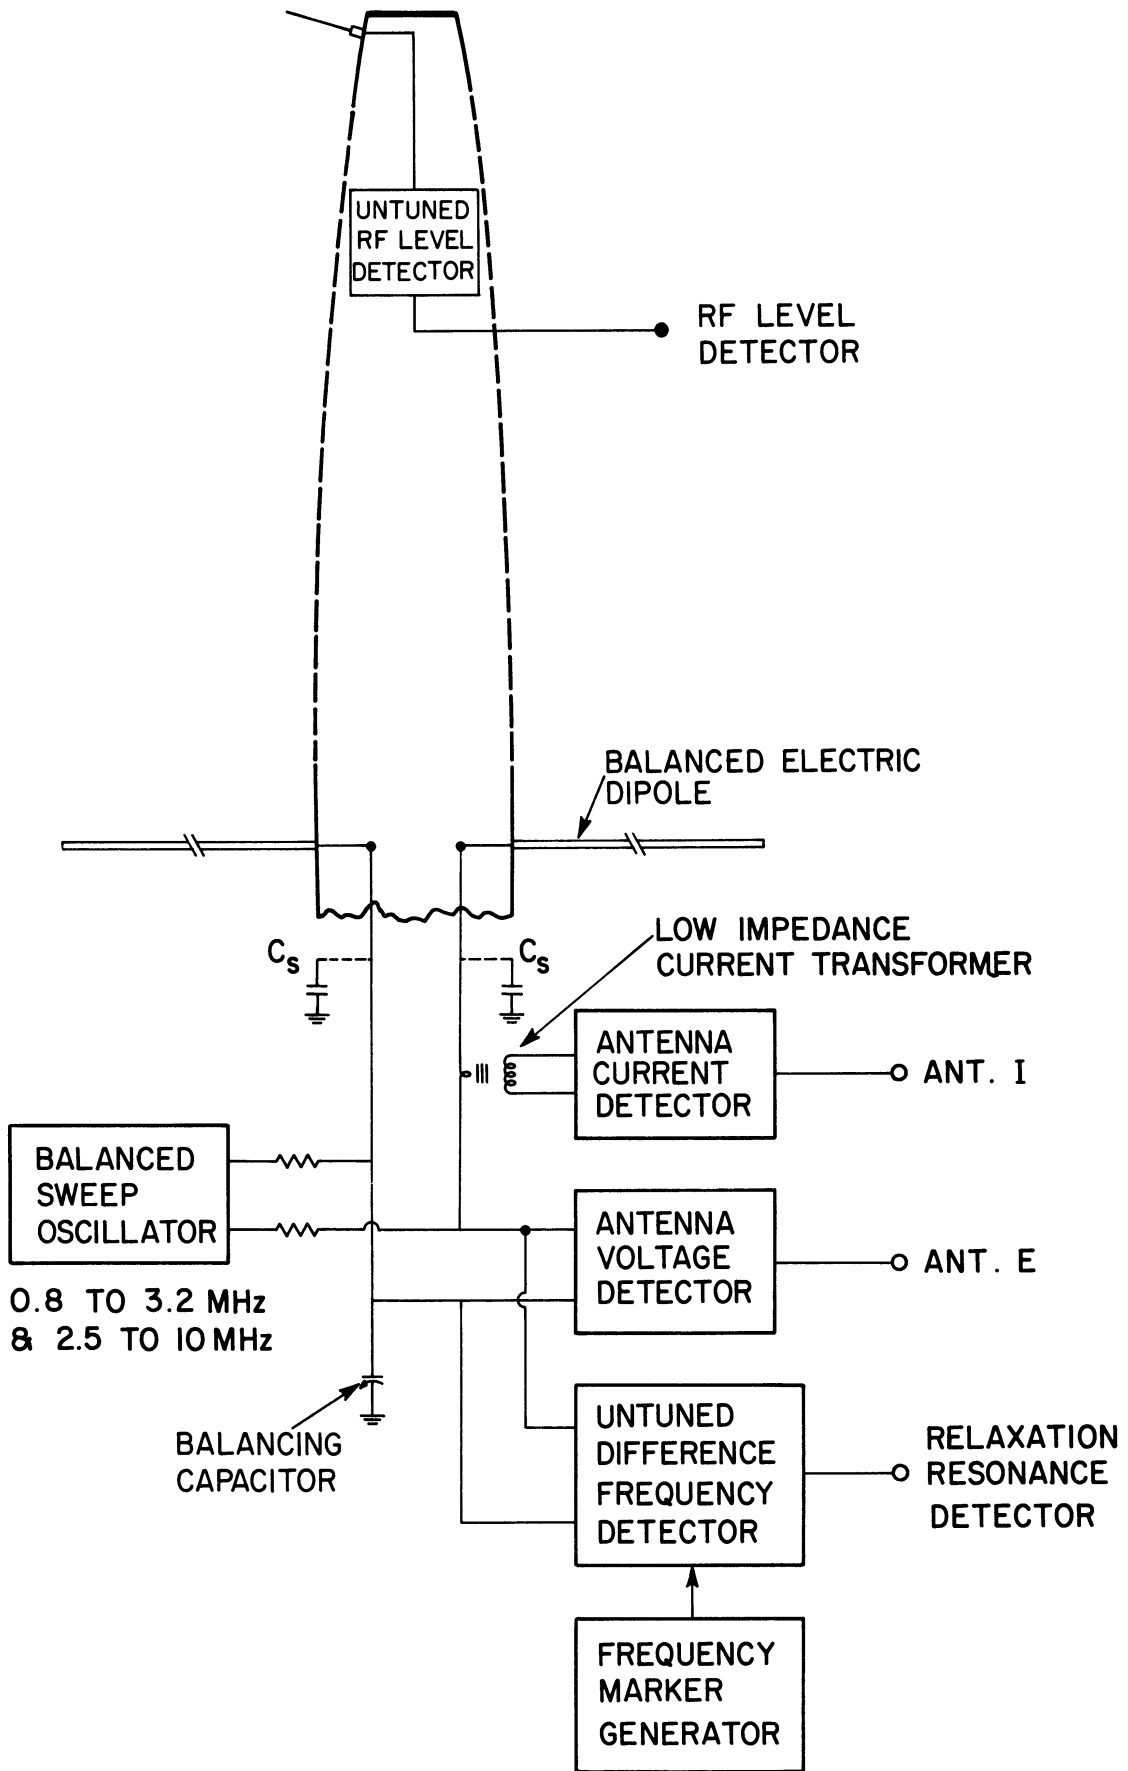 UNTUNED
RF LEVEL
DETECTOR
RF LEVEL
DETECTOR
BALANCED ELECTRIC
DIPOLE
Cs
Cs
LOW IMPEDANCE
CURRENT TRANSFORMER
ANTENNA
CURRENT
DETECTOR
ANT. I
BALANCED
SWEEP
OSCILLATOR
0.8 TO 3.2 MHz
& 2.5 TO 10 MHz
ANTENNA
VOLTAGE
DETECTOR
ANT. E
BALANCING
CAPACITOR
UNTUNED
DIFFERENCE
FREQUENCY
DETECTOR
RELAXATION
RESONANCE
DETECTOR
FREQUENCY
MARKER
GENERATOR